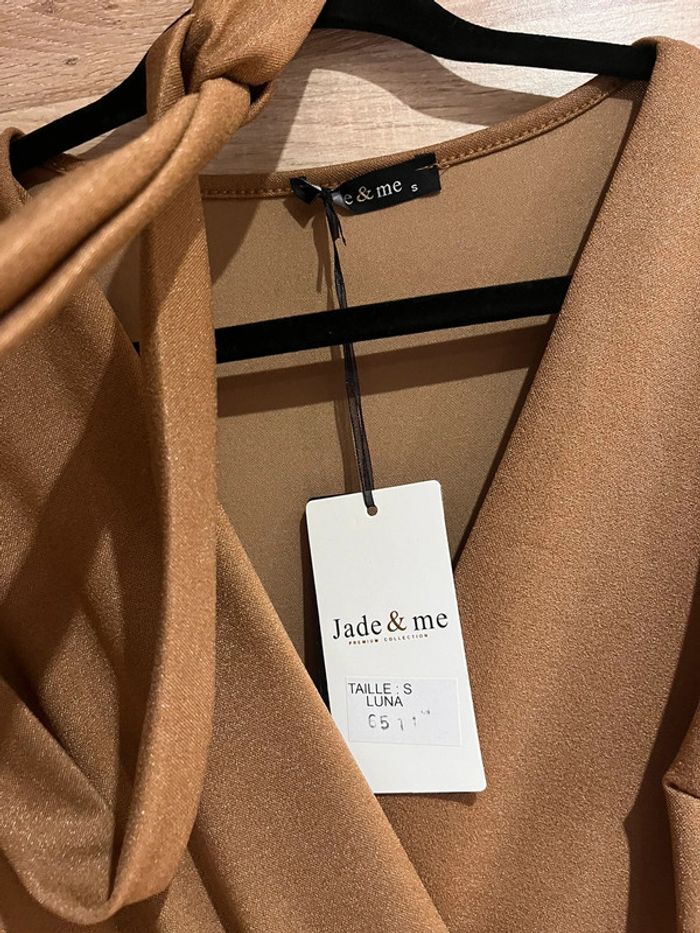 e & me S
Jade & me
PREMIUM COLLECTION
TAILLE : S
LUNA